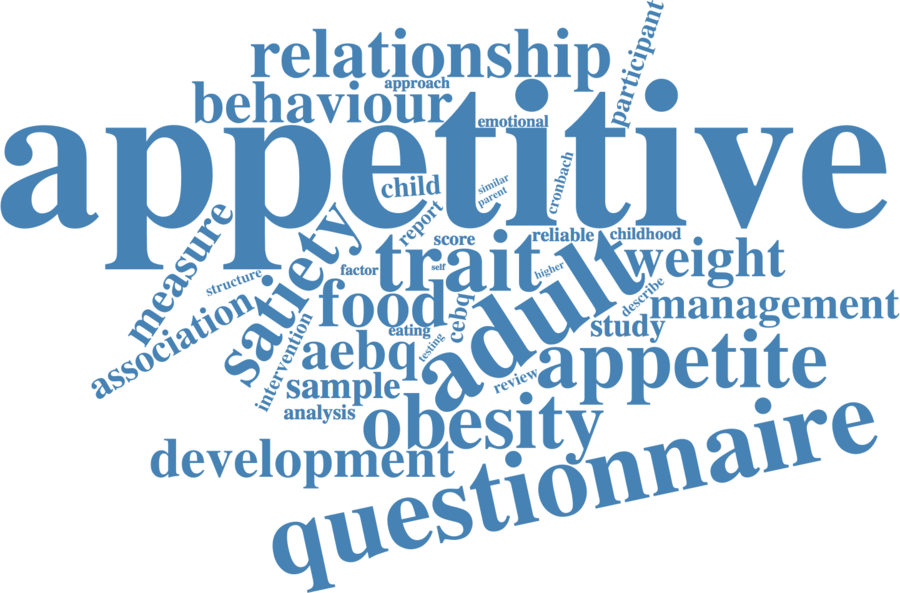 participant
relationship
approach
behaviour
emotional
appetitive
child
similar
parent
cronbach
measure
report
satiety
score
reliable
childhood
trait
adult
weight
factor
self
higher
structure
association
food
cebq
describe
management
eating
study
intervention
aebq
testing
appetite
sample
review
analysis
obesity
development
questionnaire